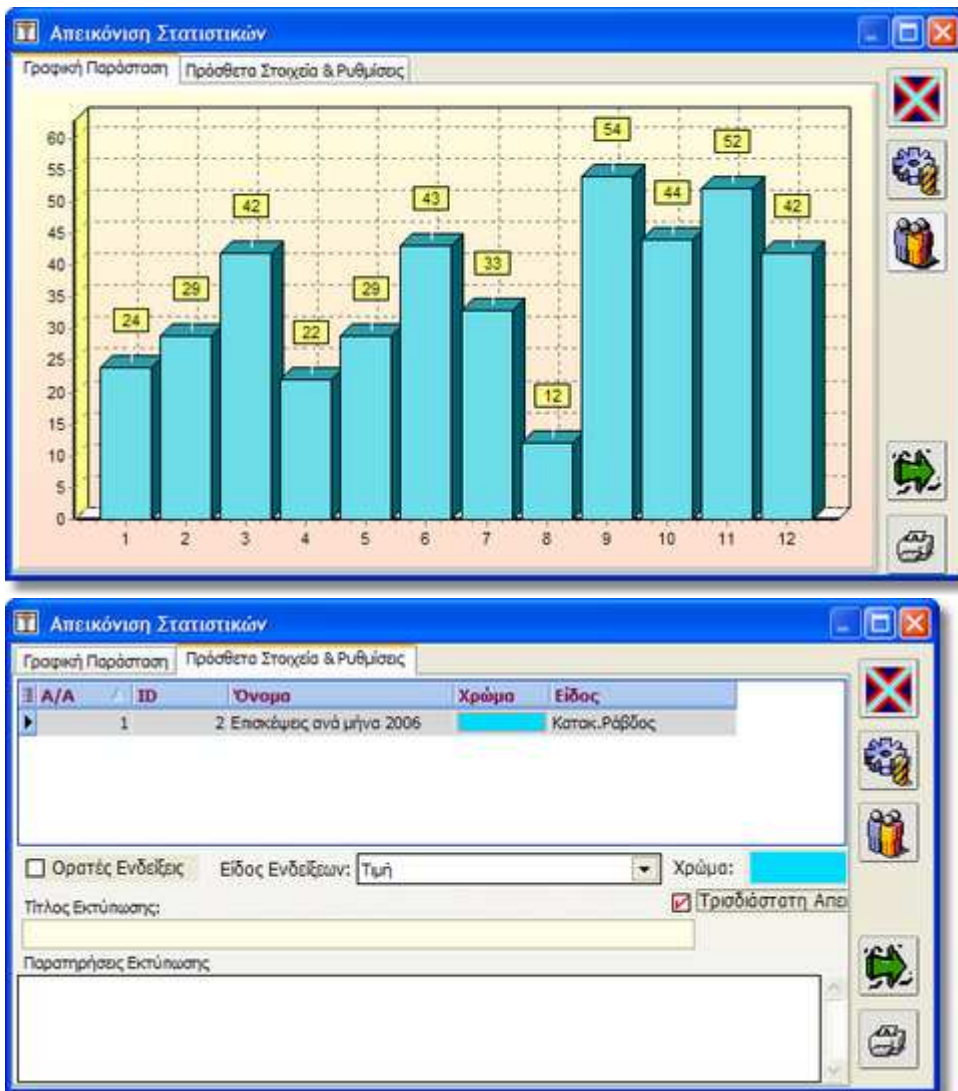 Απεικόνιση Στατιστικών
Γραφική Παράσταση Πρόσθετα Στοιχεία & Ρυθμίσεις
60
55
50
45
40
35
30
25
20
15
10
5
0
24 29 42 22 29 43 33 12 54 44 52 42
1 2 3 4 5 6 7 8 9 10 11 12
Απεικόνιση Στατιστικών
Γραφική Παράσταση Πρόσθετα Στοιχεία & Ρυθμίσεις
Α/Α ID Όνομα Χρώμα Είδος
1 2 Επισκέψεις ανά μήνα 2006 Κατακ.Ράβδος
Ορατές Ενδείξεις Είδος Ενδείξεων: Τιμή Χρώμα:
Τίτλος Εκτύπωσης: Τρισδιάστατη Απει
Παρατηρήσεις Εκτύπωσης